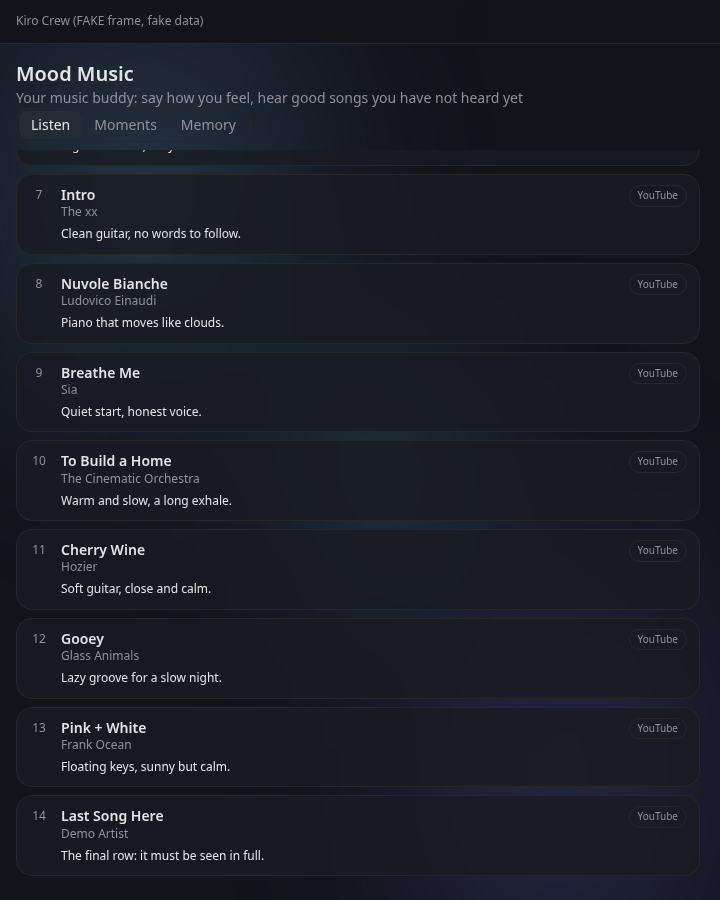 Kiro Crew (FAKE frame, fake data)
Mood Music
Your music buddy: say how you feel, hear good songs you have not heard yet
Listen Moments Memory
7 Intro YouTube
The xx
Clean guitar, no words to follow.
8 Nuvole Bianche YouTube
Ludovico Einaudi
Piano that moves like clouds.
9 Breathe Me YouTube
Sia
Quiet start, honest voice.
10 To Build a Home YouTube
The Cinematic Orchestra
Warm and slow, a long exhale.
11 Cherry Wine YouTube
Hozier
Soft guitar, close and calm.
12 Gooey YouTube
Glass Animals
Lazy groove for a slow night.
13 Pink + White YouTube
Frank Ocean
Floating keys, sunny but calm.
14 Last Song Here YouTube
Demo Artist
The final row: it must be seen in full.